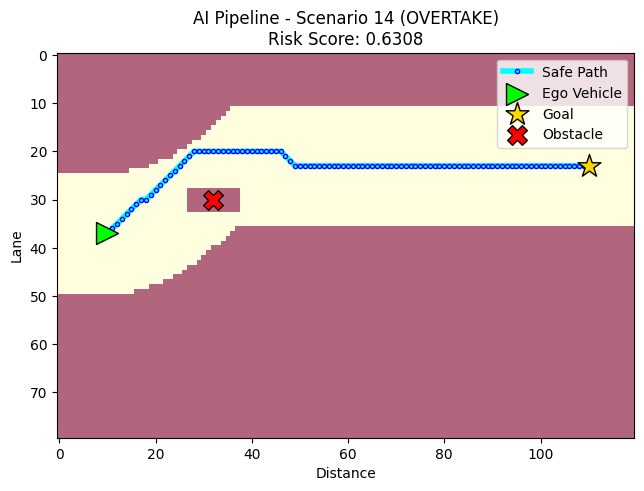 AI Pipeline - Scenario 14 (OVERTAKE)
Risk Score: 0.6308
Safe Path
Ego Vehicle
Goal
Obstacle
Lane
0
10
20
30
40
50
60
70
0
20
40
60
80
100
Distance